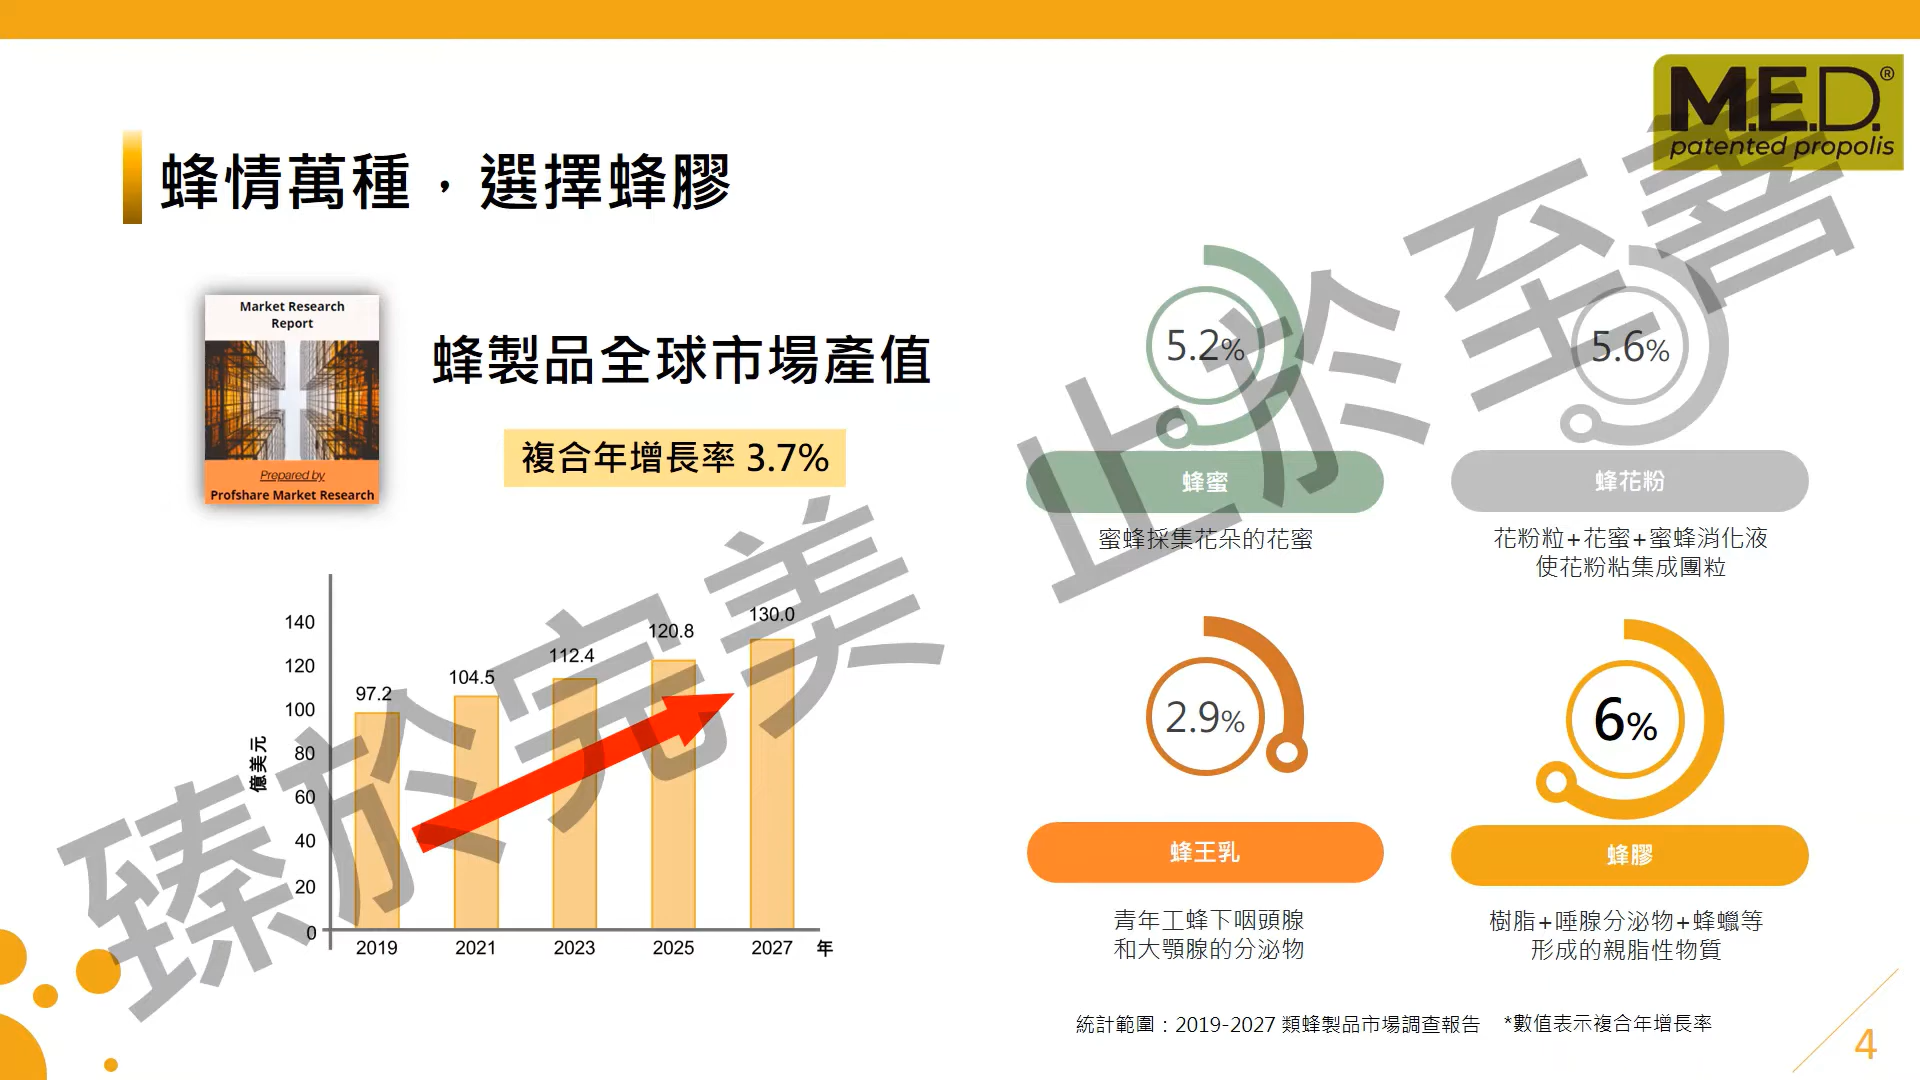 M.E.D.®
patented propolis
蜂情萬種，選擇蜂膠
Market Research
Report
Prepared by
Profshare Market Research
蜂製品全球市場產值
複合年增長率 3.7%
億美元
140
120
100
80
60
40
20
0
97.2
104.5
112.4
120.8
130.0
2019
2021
2023
2025
2027
年
5.2%
蜂蜜
蜜蜂採集花朵的花蜜
5.6%
蜂花粉
花粉粒+花蜜+蜜蜂消化液
使花粉粘集成團粒
2.9%
蜂王乳
青年工蜂下咽頭腺
和大顎腺的分泌物
6%
蜂膠
樹脂+唾腺分泌物+蜂蠟等
形成的親脂性物質
統計範圍：2019-2027 類蜂製品市場調查報告 *數值表示複合年增長率
4
臻於完美 止於至善